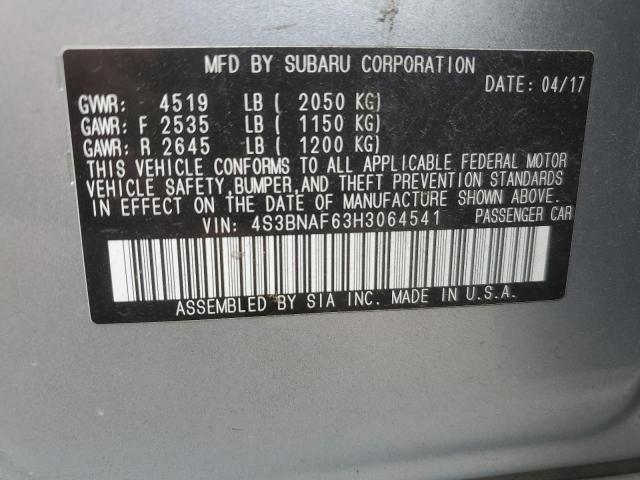 MFD BY SUBARU CORPORATION
DATE: 04/17
GVWR: 4519 LB ( 2050 KG)
GAWR: F 2535 LB ( 1150 KG)
GAWR: R 2645 LB ( 1200 KG)
THIS VEHICLE CONFORMS TO ALL APPLICABLE FEDERAL MOTOR
VEHICLE SAFETY,BUMPER,AND THEFT PREVENTION STANDARDS
IN EFFECT ON THE DATE OF MANUFACTURE SHOWN ABOVE.
VIN: 4S3BNAF63H3064541 PASSENGER CAR
ASSEMBLED BY SIA INC. MADE IN U.S.A.